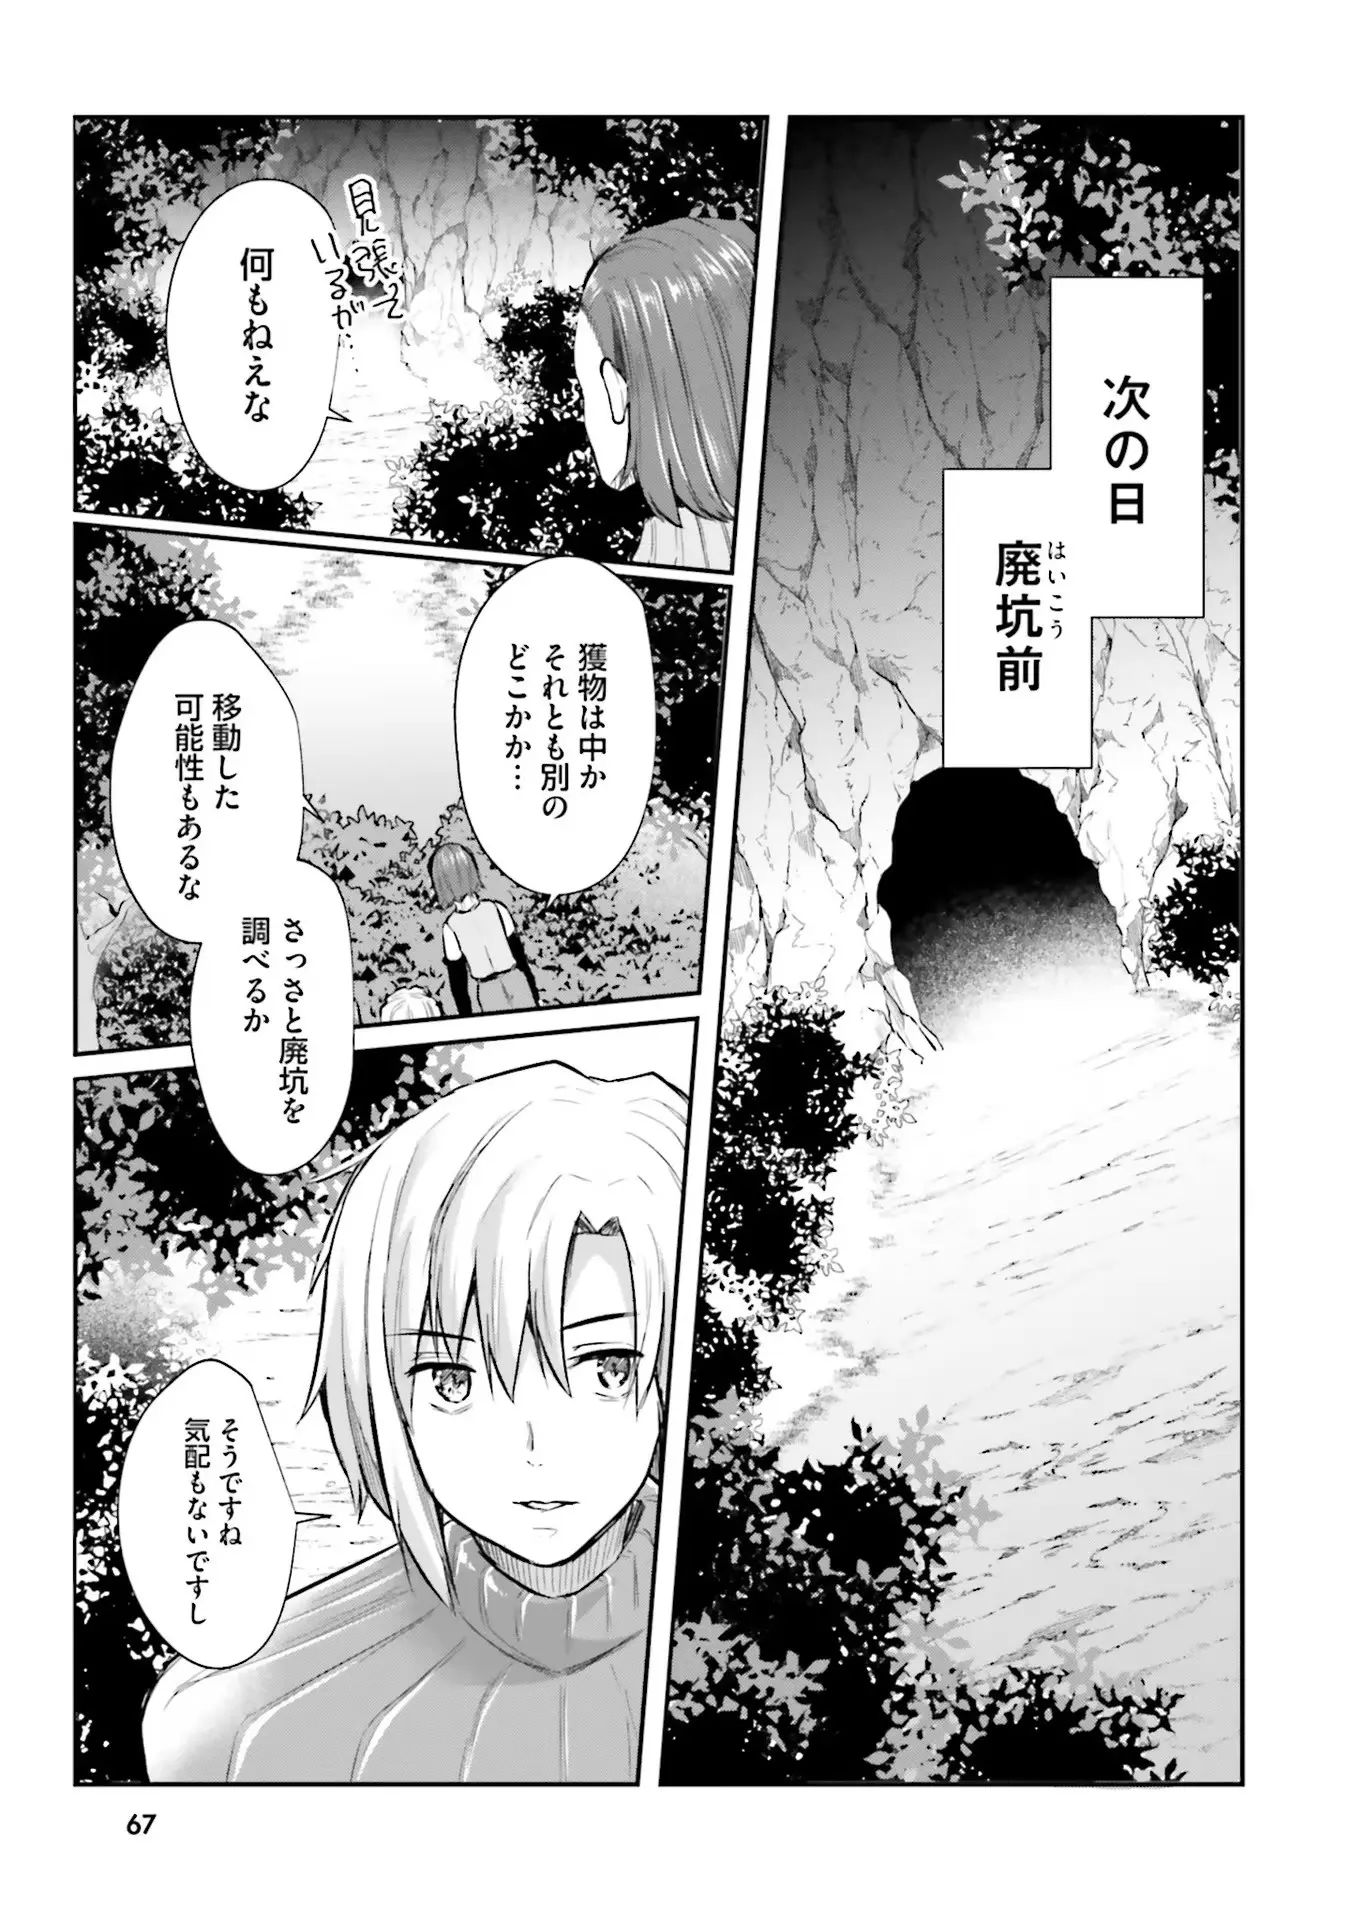 次の日
廃坑前
はいこう
見張って
いるが…
何もねえな
獲物は中か
それとも別の
どこかか…
移動した
可能性もあるな
さっさと廃坑を
調べるか
そうですね
気配もないですし
67